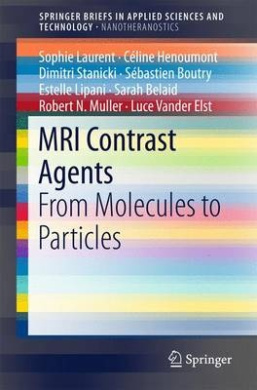 SPRINGER BRIEFS IN APPLIED SCIENCES AND
TECHNOLOGY · NANOTHERANOSTICS
Sophie Laurent · Céline Henoumont
Dimitri Stanicki · Sébastien Boutry
Estelle Lipani · Sarah Belaid
Robert N. Muller · Luce Vander Elst
MRI Contrast
Agents
From Molecules to
Particles
Springer